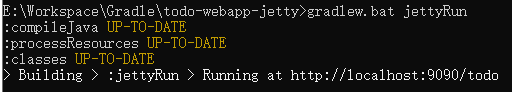 E:\Workspace\Gradle\todo-webapp-jetty>gradlew.bat jettyRun
:compileJava UP-TO-DATE
:processResources UP-TO-DATE
:classes UP-TO-DATE
> Building > :jettyRun > Running at http://localhost:9090/todo